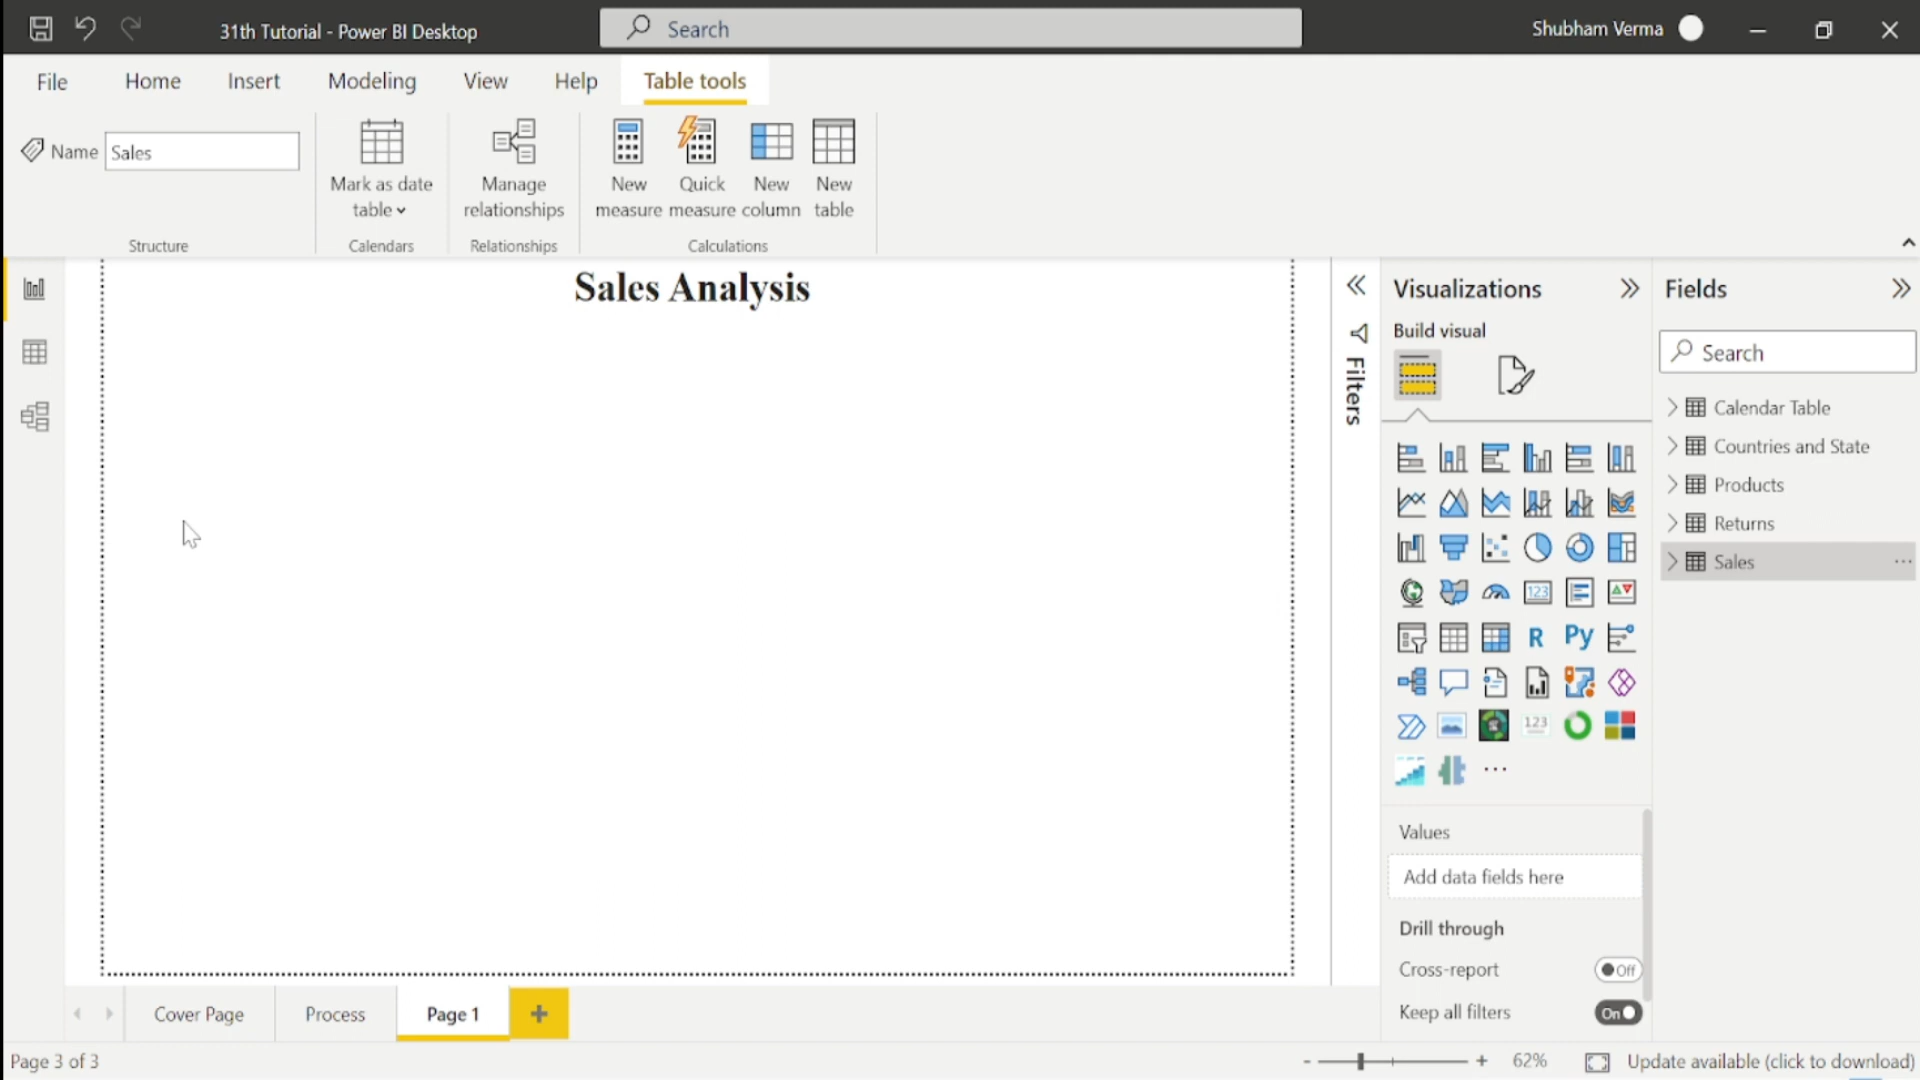 31th Tutorial - Power BI Desktop
Search
Shubham Verma
File
Home
Insert
Modeling
View
Help
Table tools
Name
Sales
Mark as date
table
Manage
relationships
New
measure
Quick
measure
New
column
New
table
Structure
Calendars
Relationships
Calculations
Sales Analysis
Filters
Visualizations
Build visual
123
R
Py
123
Values
Add data fields here
Drill through
Cross-report
Off
Keep all filters
On
Fields
Search
Calendar Table
Countries and State
Products
Returns
Sales
Cover Page
Process
Page 1
Page 3 of 3
62%
Update available (click to download)